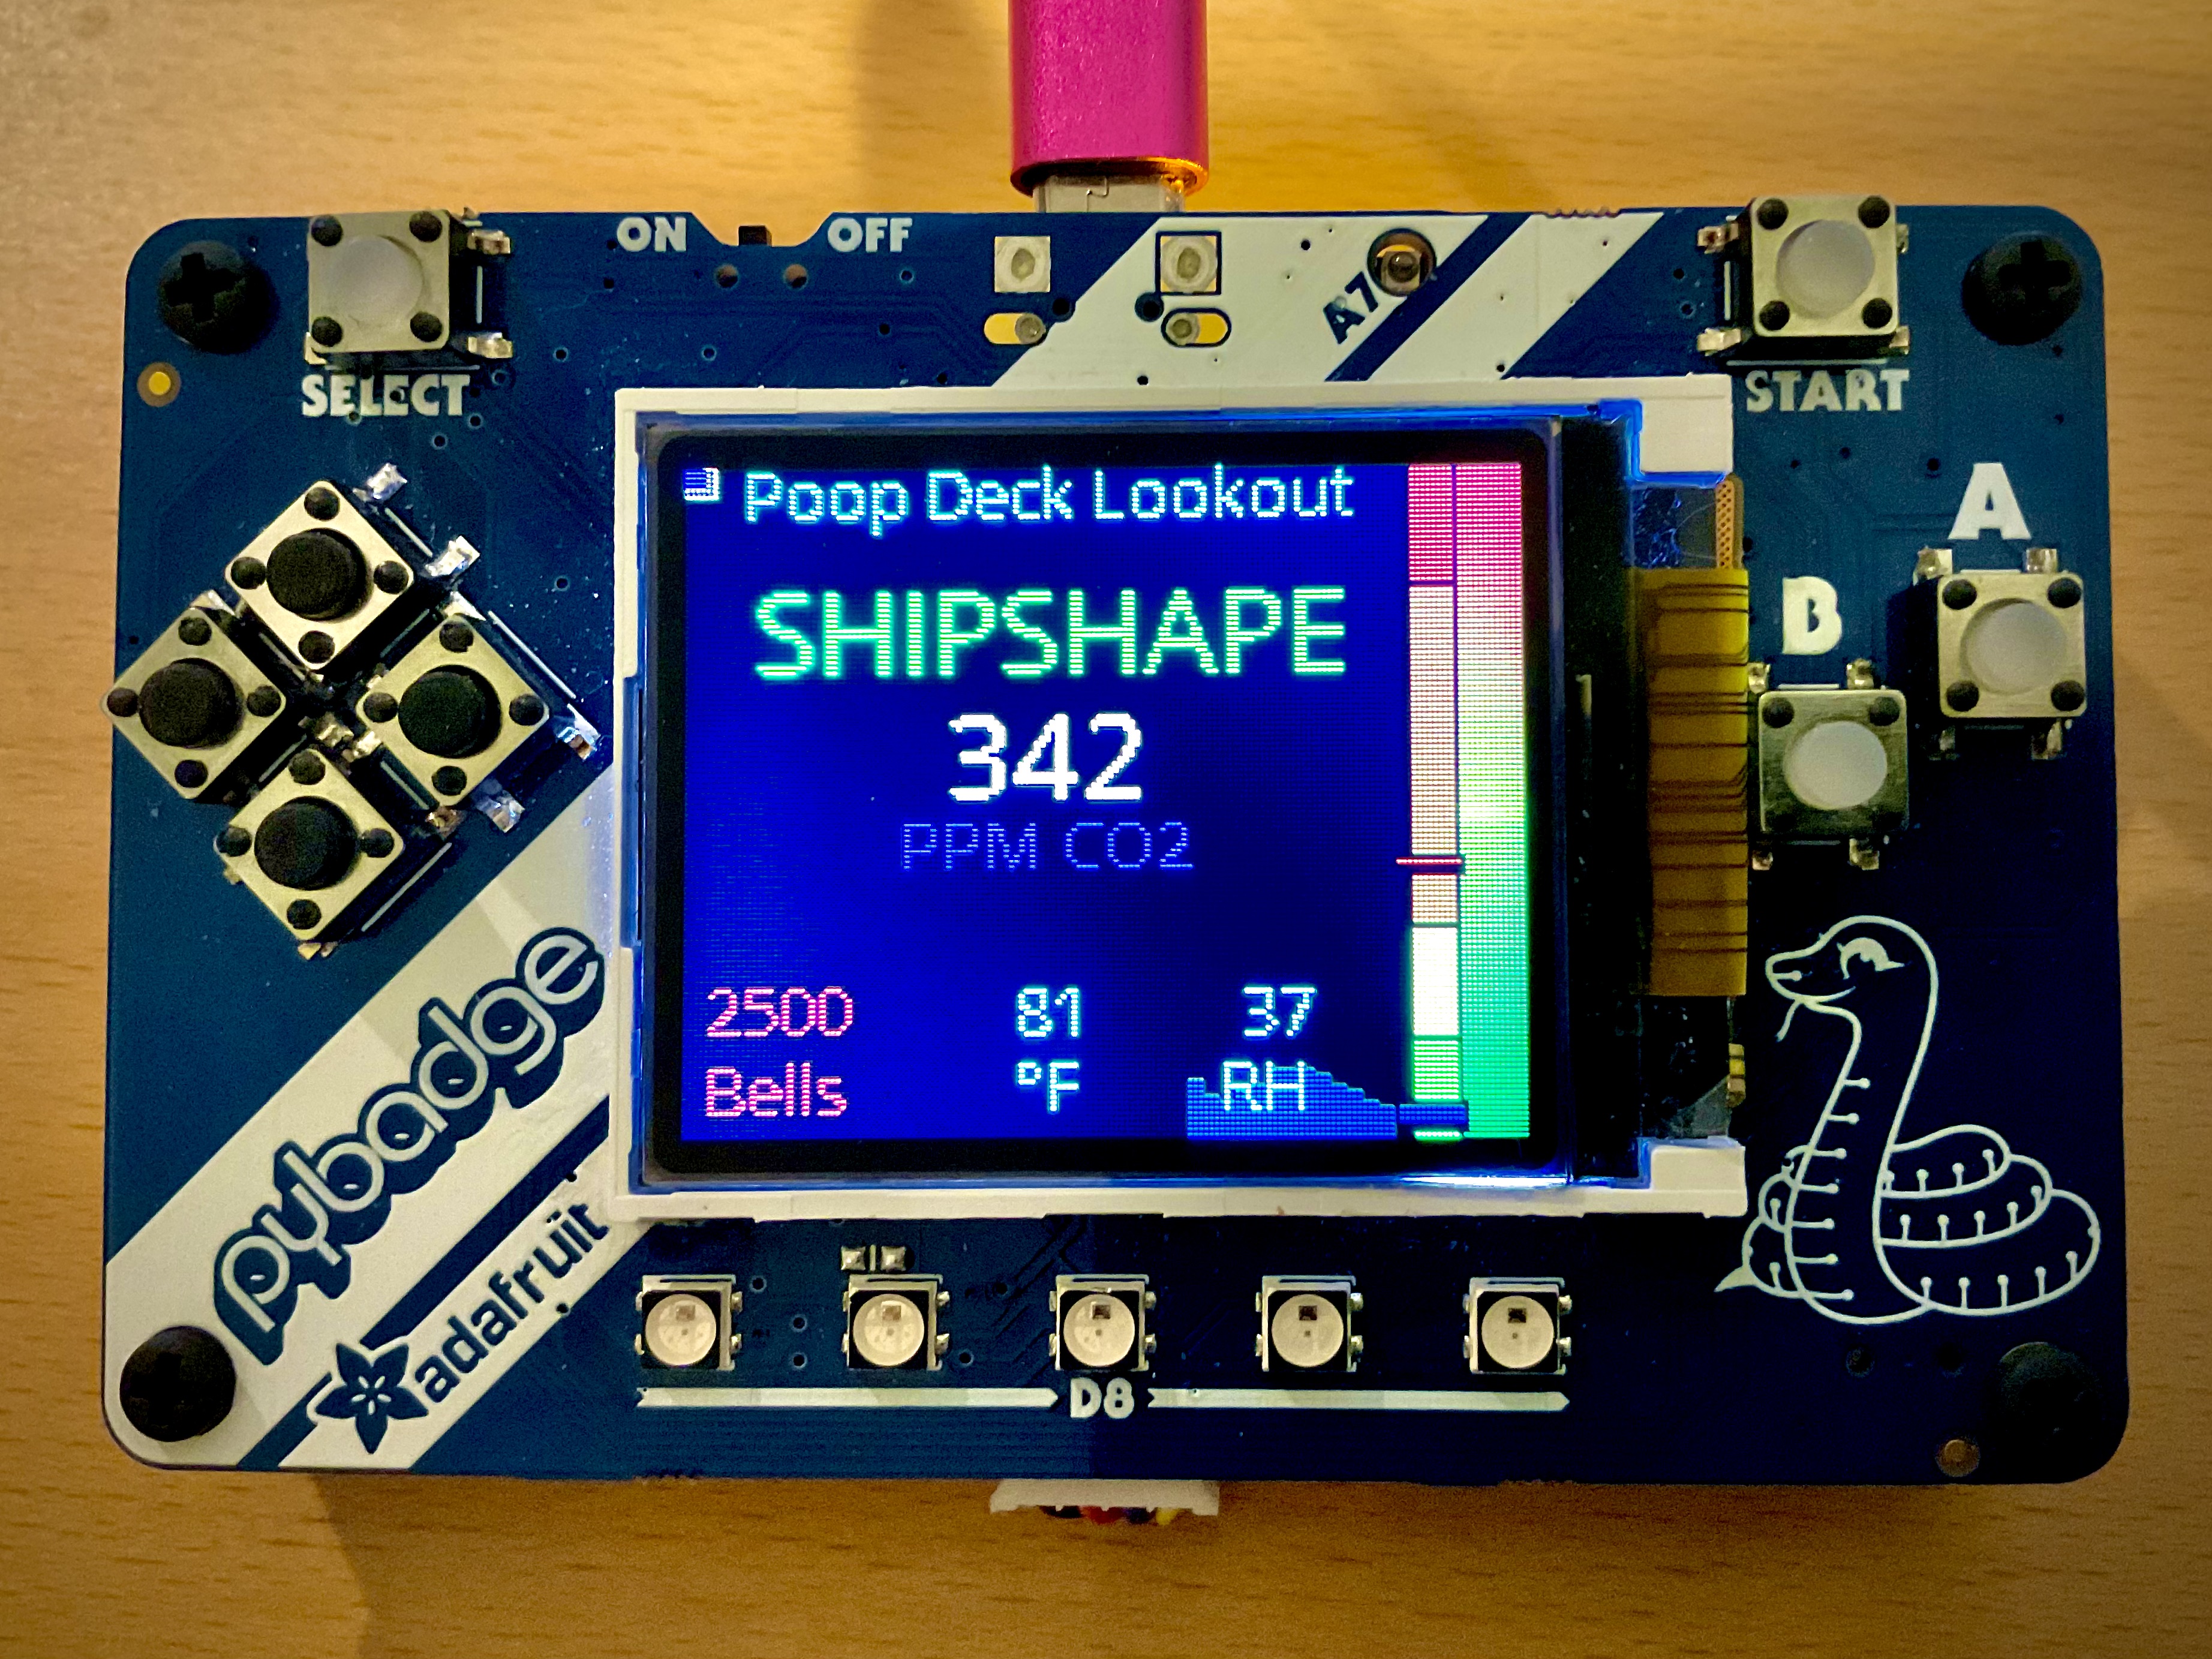 ON OFF
A7
SELECT
START
Poop Deck Lookout
SHIPSHAPE
342
PPM CO2
2500 81 37
Bells °F RH
A
B
pybadge
adafruit
D8